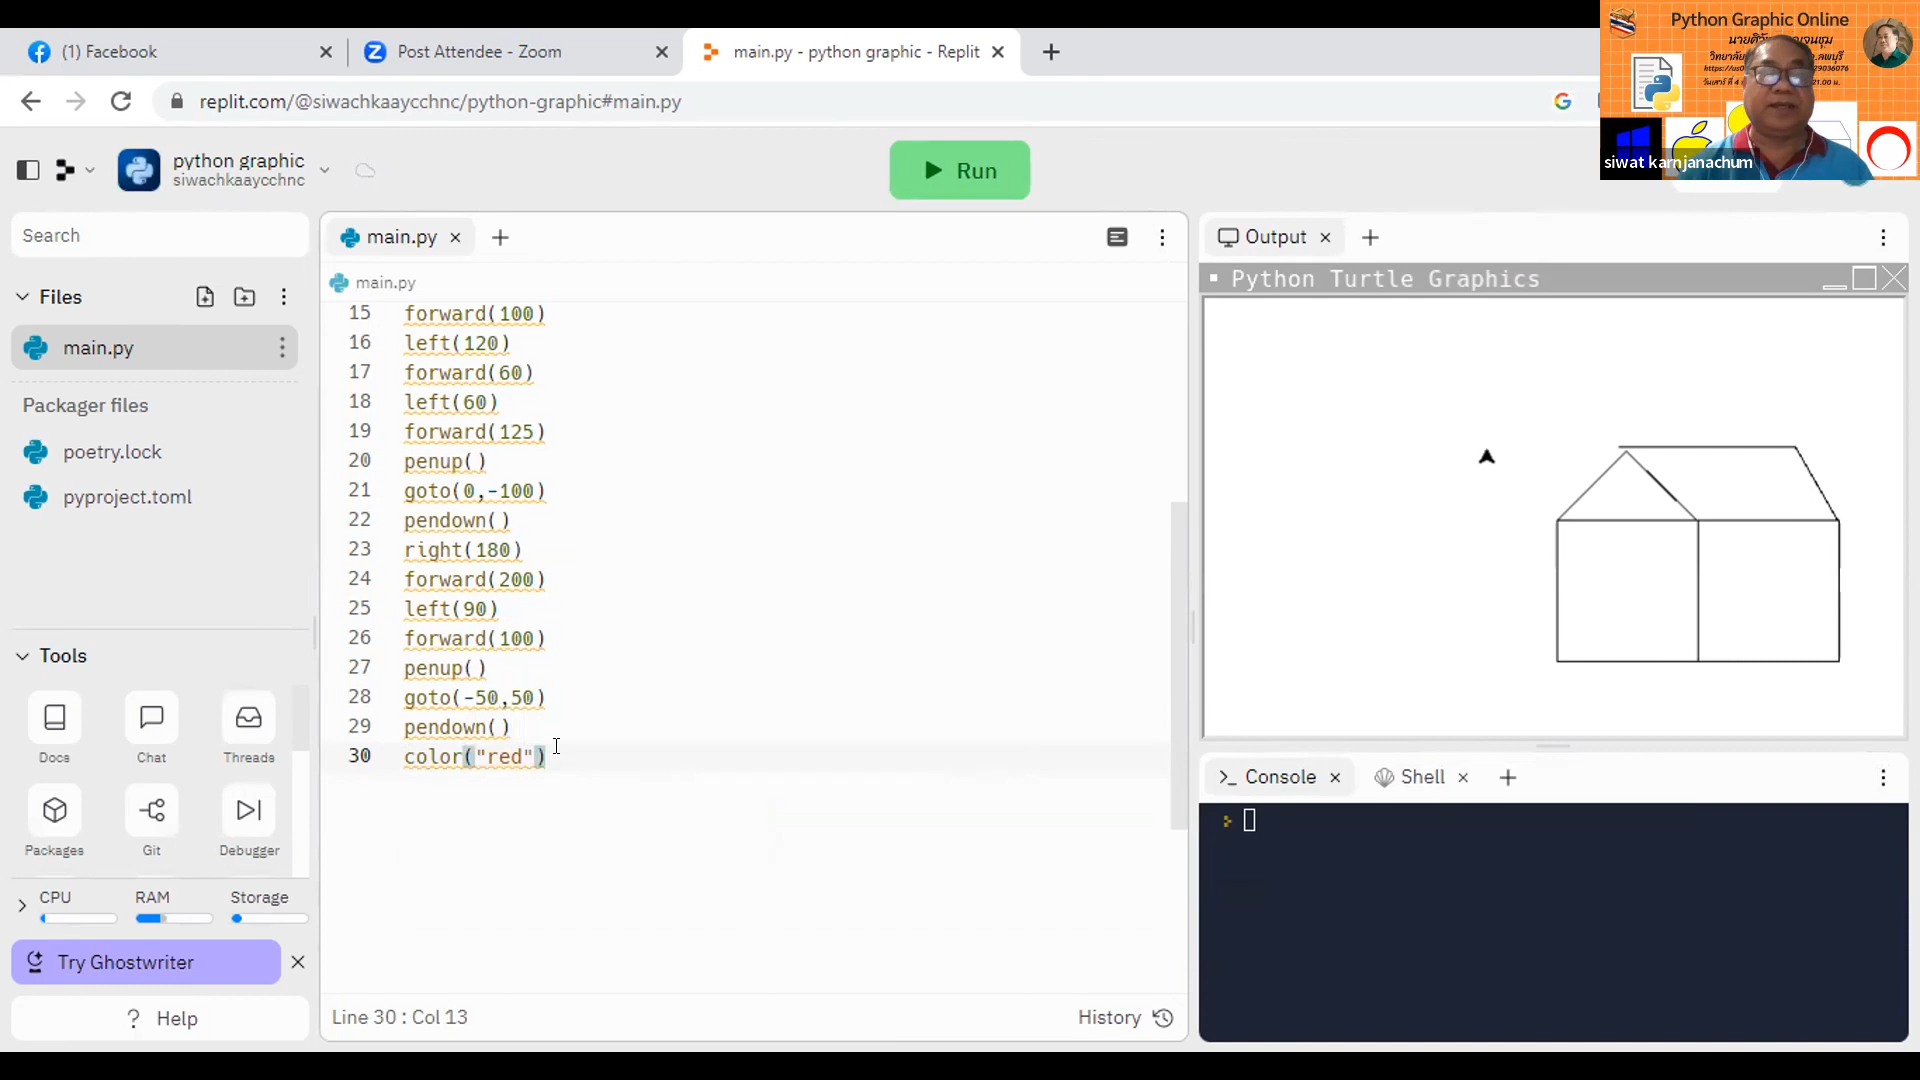 (1) Facebook
Post Attendee - Zoom
main.py - python graphic - Replit
replit.com/@siwachkaaycchnc/python-graphic#main.py
Python Graphic Online
siwat karnjanachum
python graphic
siwachkaaycchnc
Run
Search
Files
main.py
Packager files
poetry.lock
pyproject.toml
Tools
Docs
Chat
Threads
Packages
Git
Debugger
CPU
RAM
Storage
Try Ghostwriter
? Help
main.py
main.py
15 forward(100)
16 left(120)
17 forward(60)
18 left(60)
19 forward(125)
20 penup()
21 goto(0,-100)
22 pendown()
23 right(180)
24 forward(200)
25 left(90)
26 forward(100)
27 penup()
28 goto(-50,50)
29 pendown()
30 color("red")
Line 30 : Col 13
History
Output
Python Turtle Graphics
Console
Shell